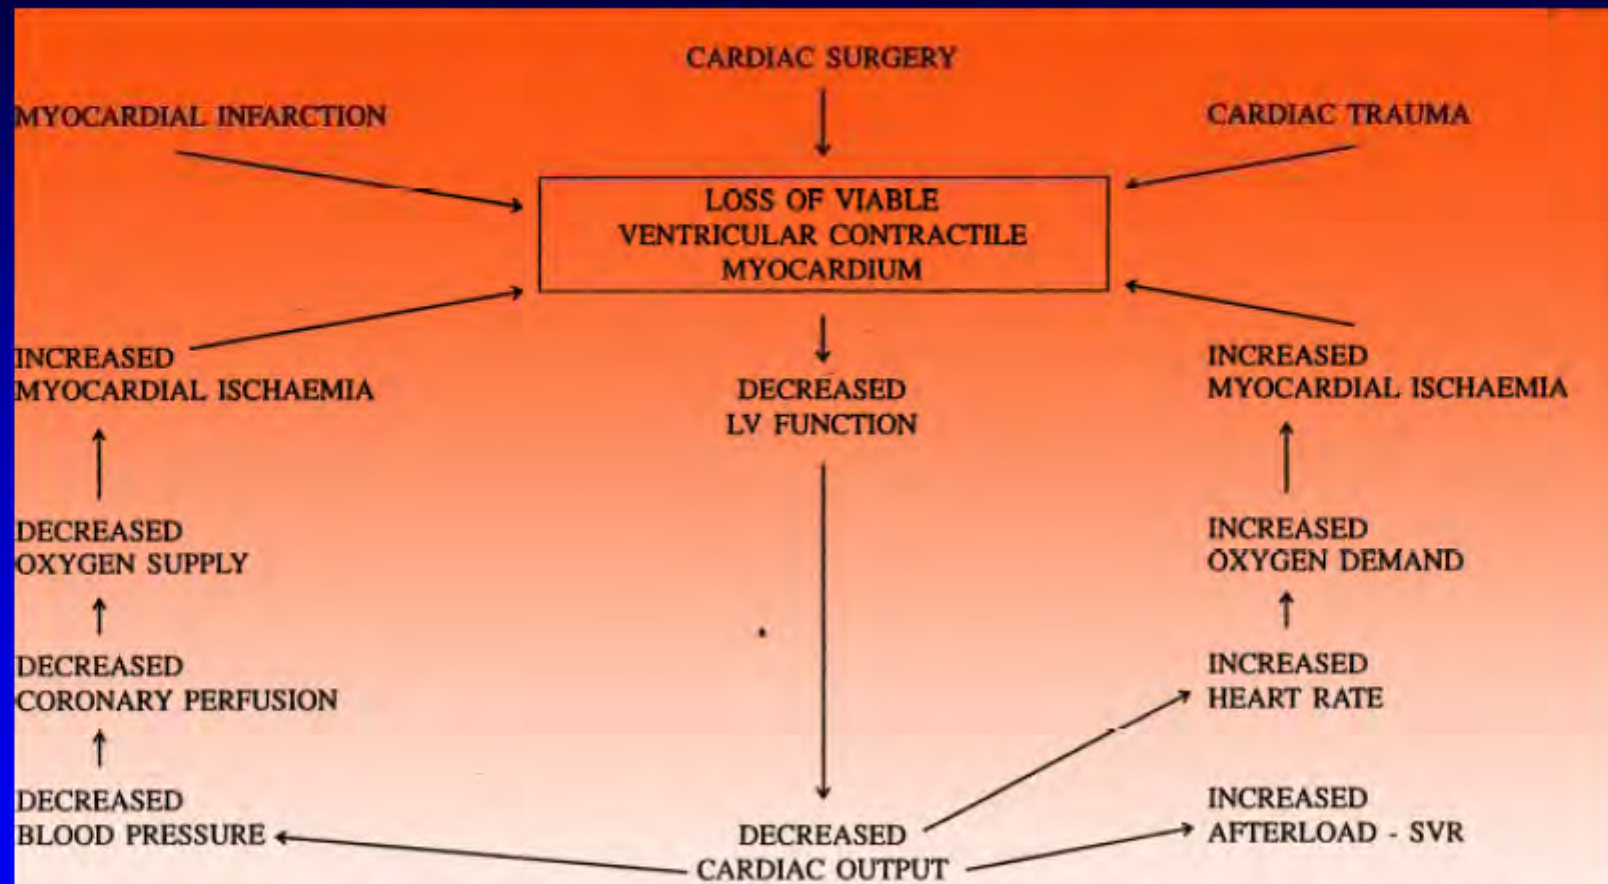 CARDIAC SURGERY
MYOCARDIAL INFARCTION
CARDIAC TRAUMA
LOSS OF VIABLE
VENTRICULAR CONTRACTILE
MYOCARDIUM
INCREASED
MYOCARDIAL ISCHAEMIA
DECREASED
LV FUNCTION
INCREASED
MYOCARDIAL ISCHAEMIA
DECREASED
OXYGEN SUPPLY
INCREASED
OXYGEN DEMAND
DECREASED
CORONARY PERFUSION
INCREASED
HEART RATE
DECREASED
BLOOD PRESSURE
DECREASED
CARDIAC OUTPUT
INCREASED
AFTERLOAD - SVR